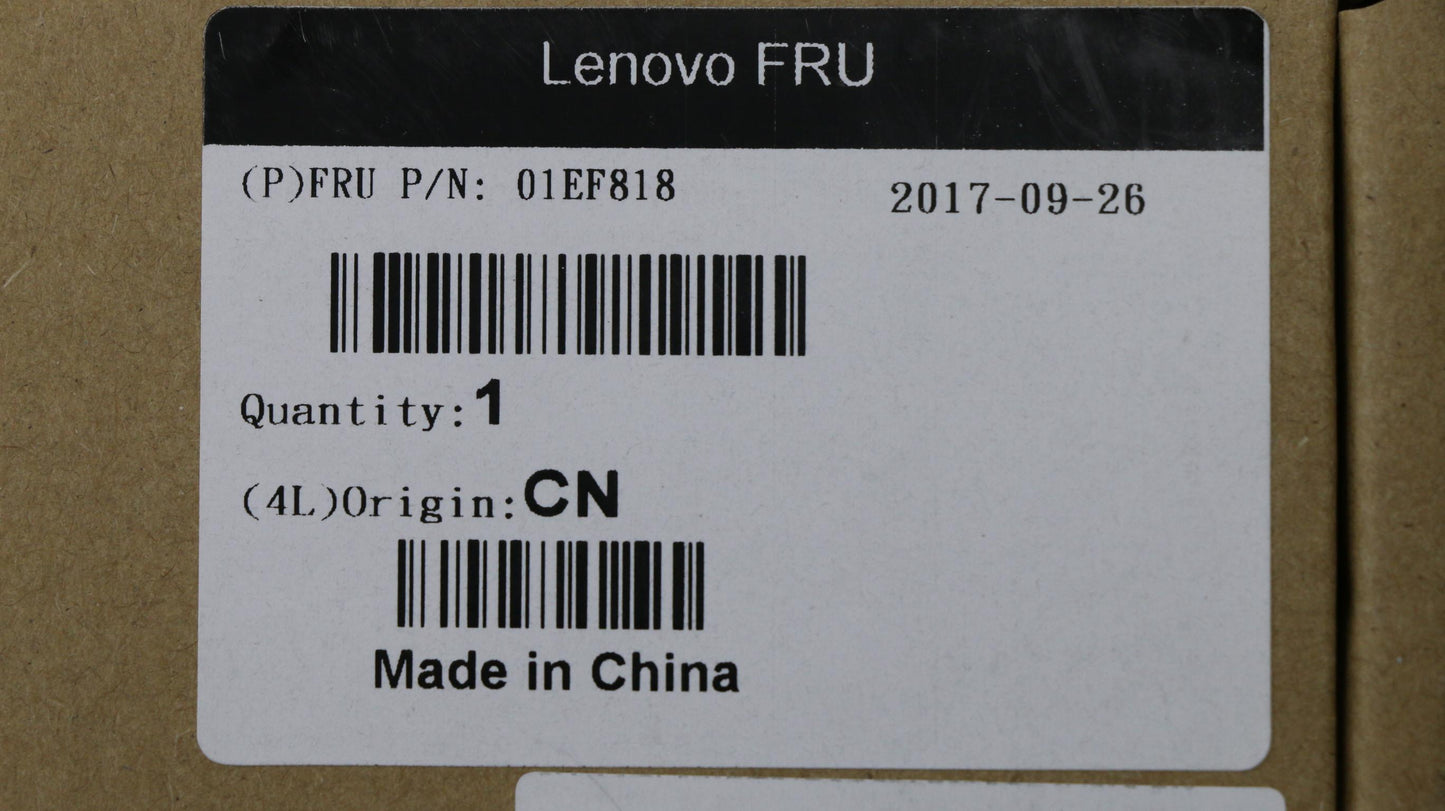 Lenovo FRU
(P)FRU P/N: 01EF818
2017-09-26
Quantity:1
(4L)Origin:CN
Made in China